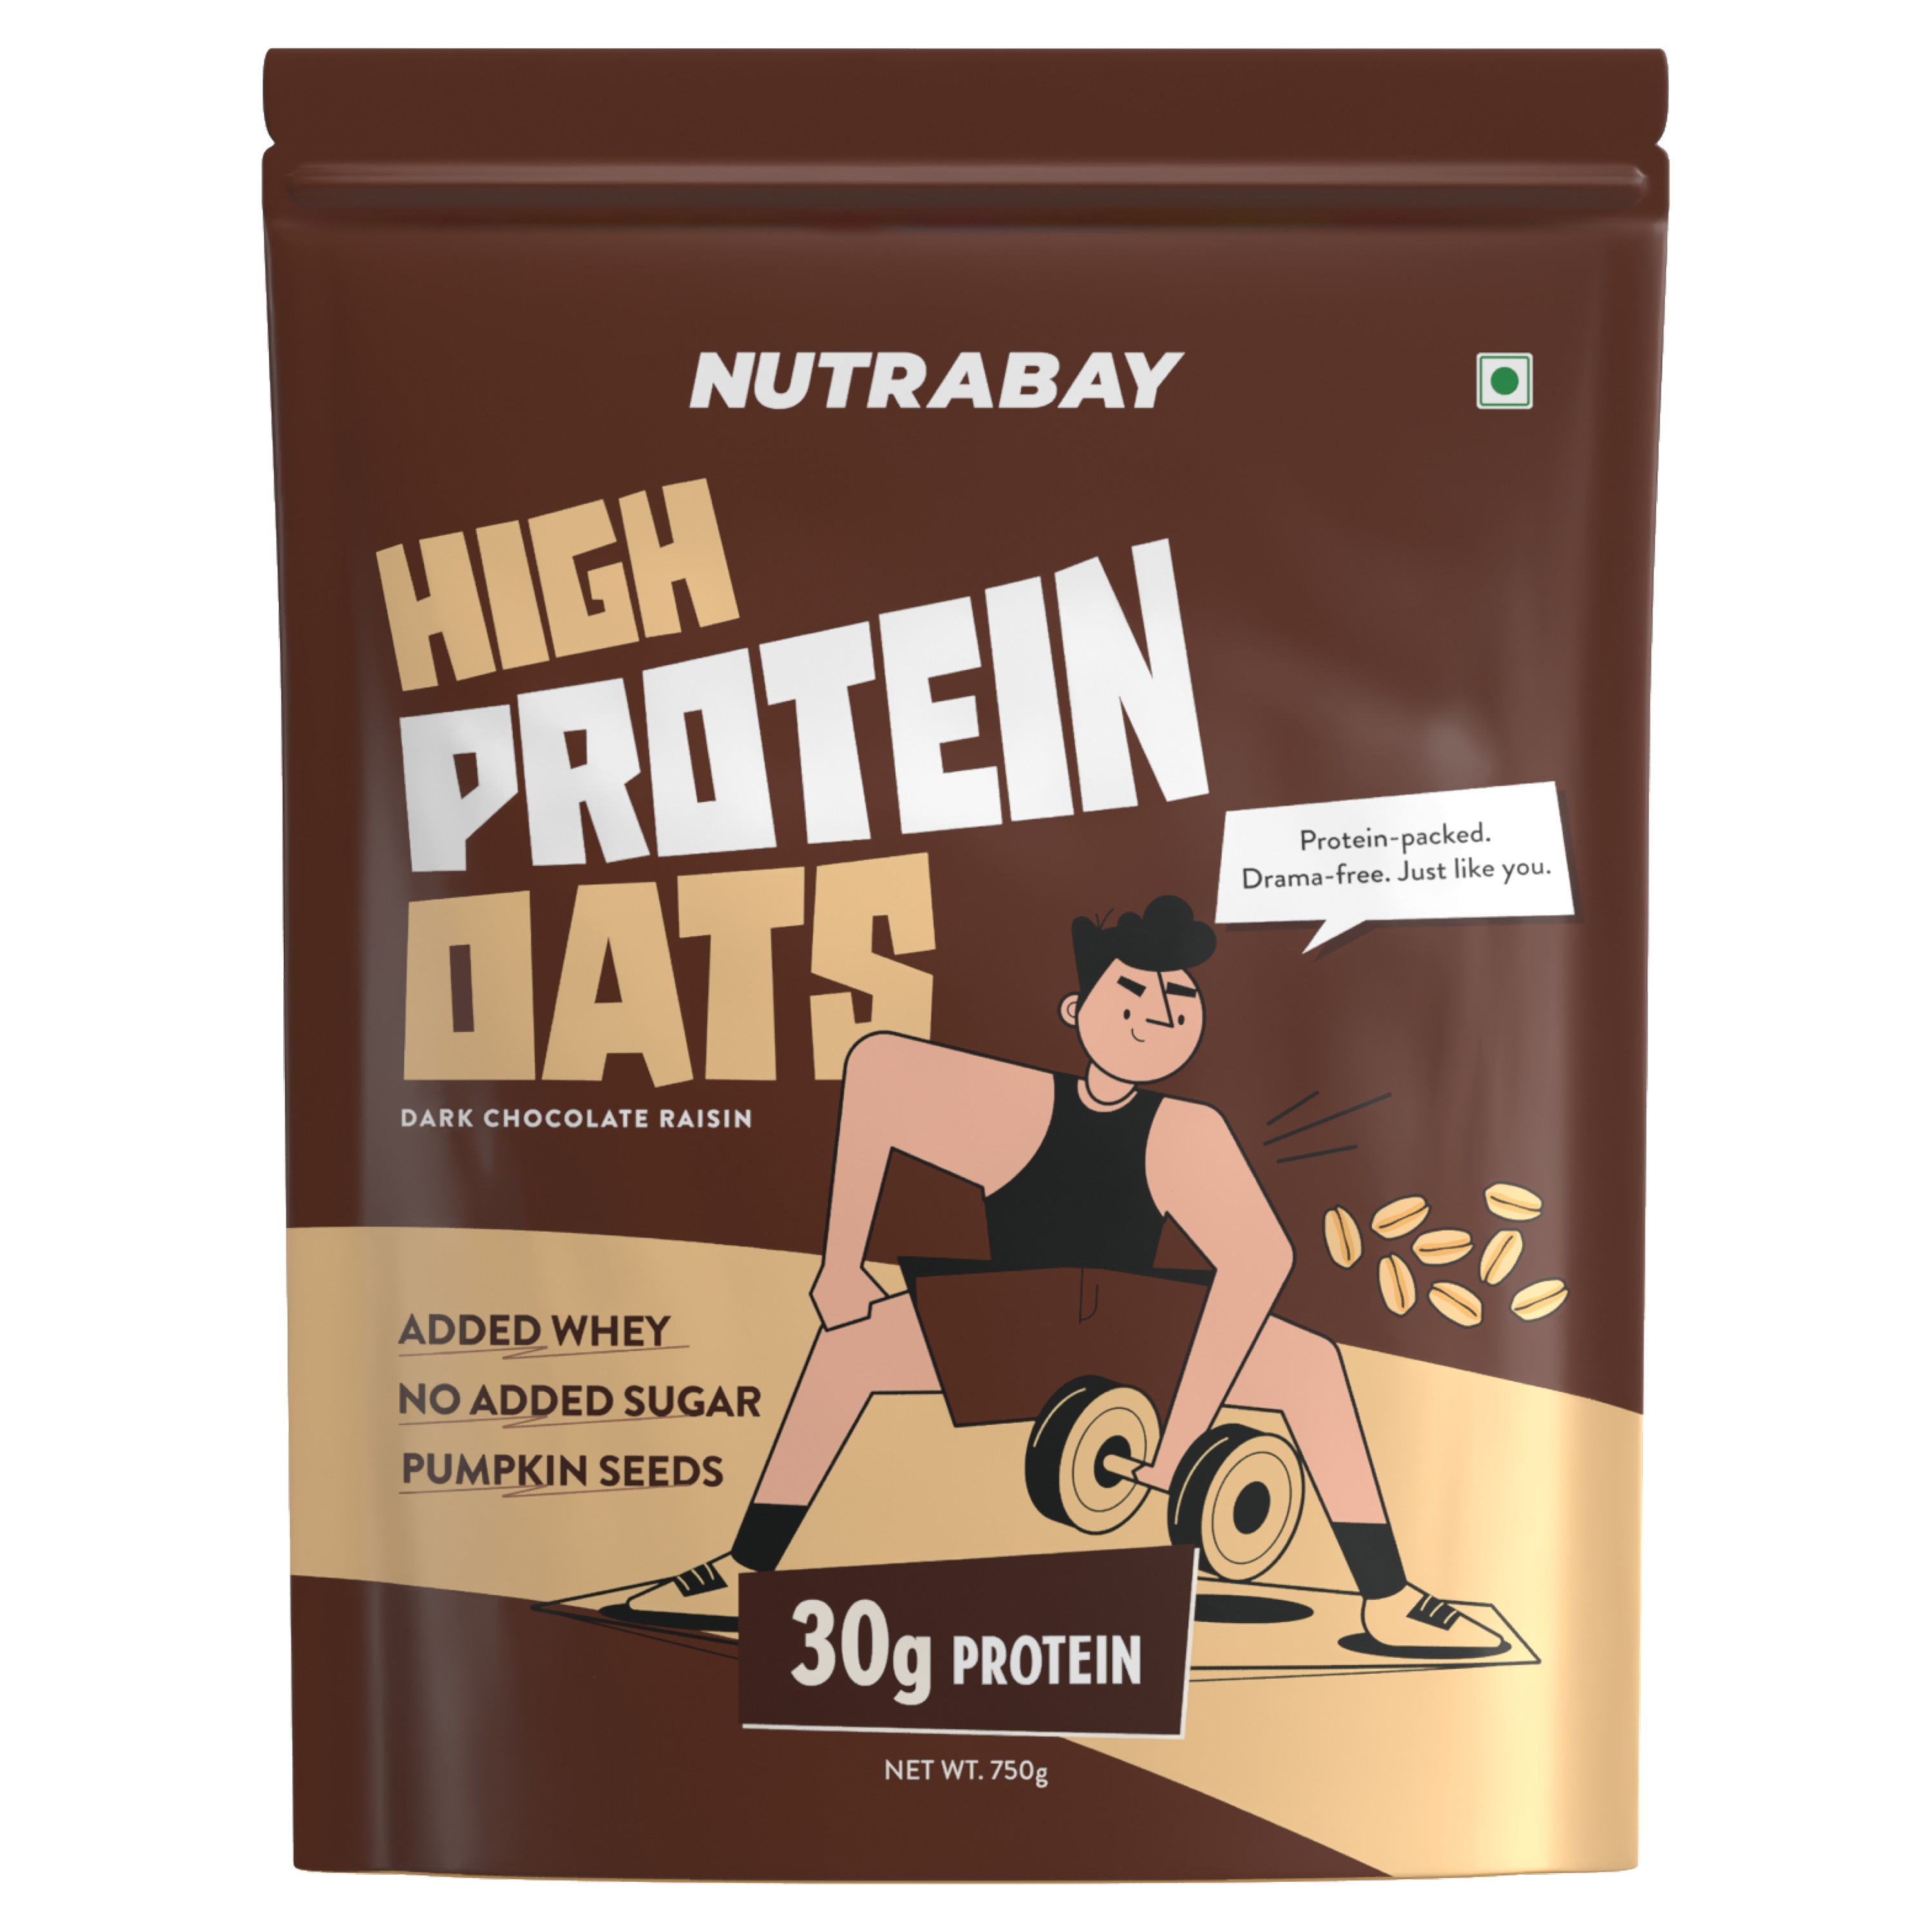 NUTRABAY
HIGH
PROTEIN
OATS
DARK CHOCOLATE RAISIN
Protein-packed.
Drama-free. Just like you.
ADDED WHEY
NO ADDED SUGAR
PUMPKIN SEEDS
30g PROTEIN
NET WT. 750g